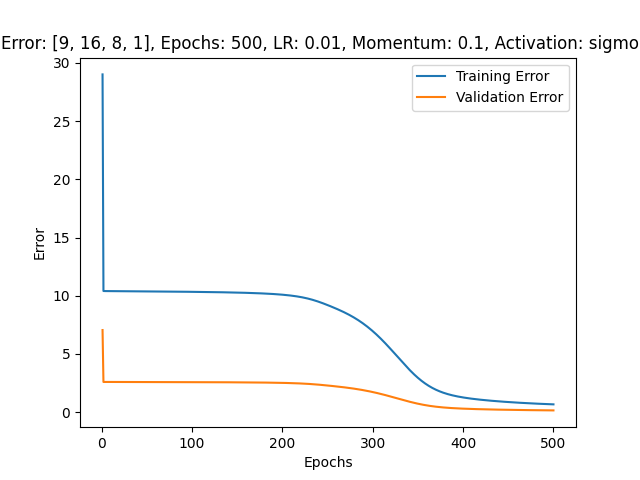 Error: [9, 16, 8, 1], Epochs: 500, LR: 0.01, Momentum: 0.1, Activation: sigmo
30
Training Error
Validation Error
25
20
15
Error
10
5
0
0 100 200 300 400 500
Epochs